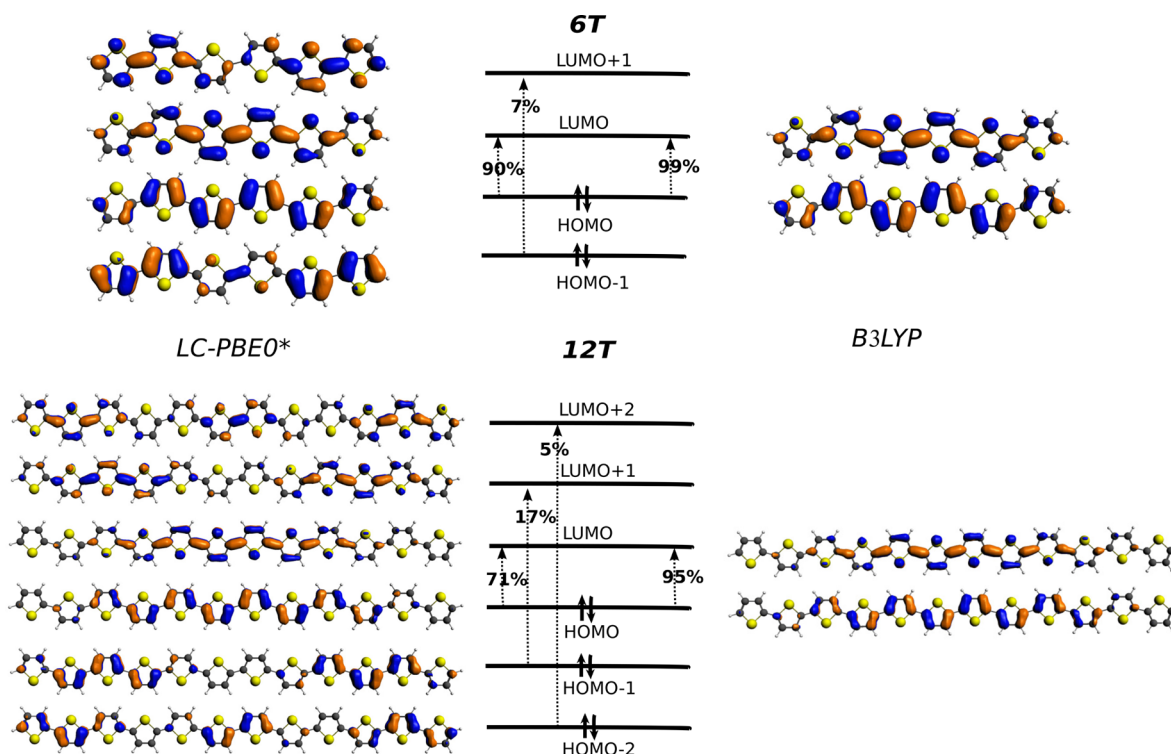 6T
LUMO+1
7%
LUMO
90%
99%
HOMO
HOMO-1
LC-PBE0*
12T
B3LYP
LUMO+2
5%
LUMO+1
17%
LUMO
71%
95%
HOMO
HOMO-1
HOMO-2